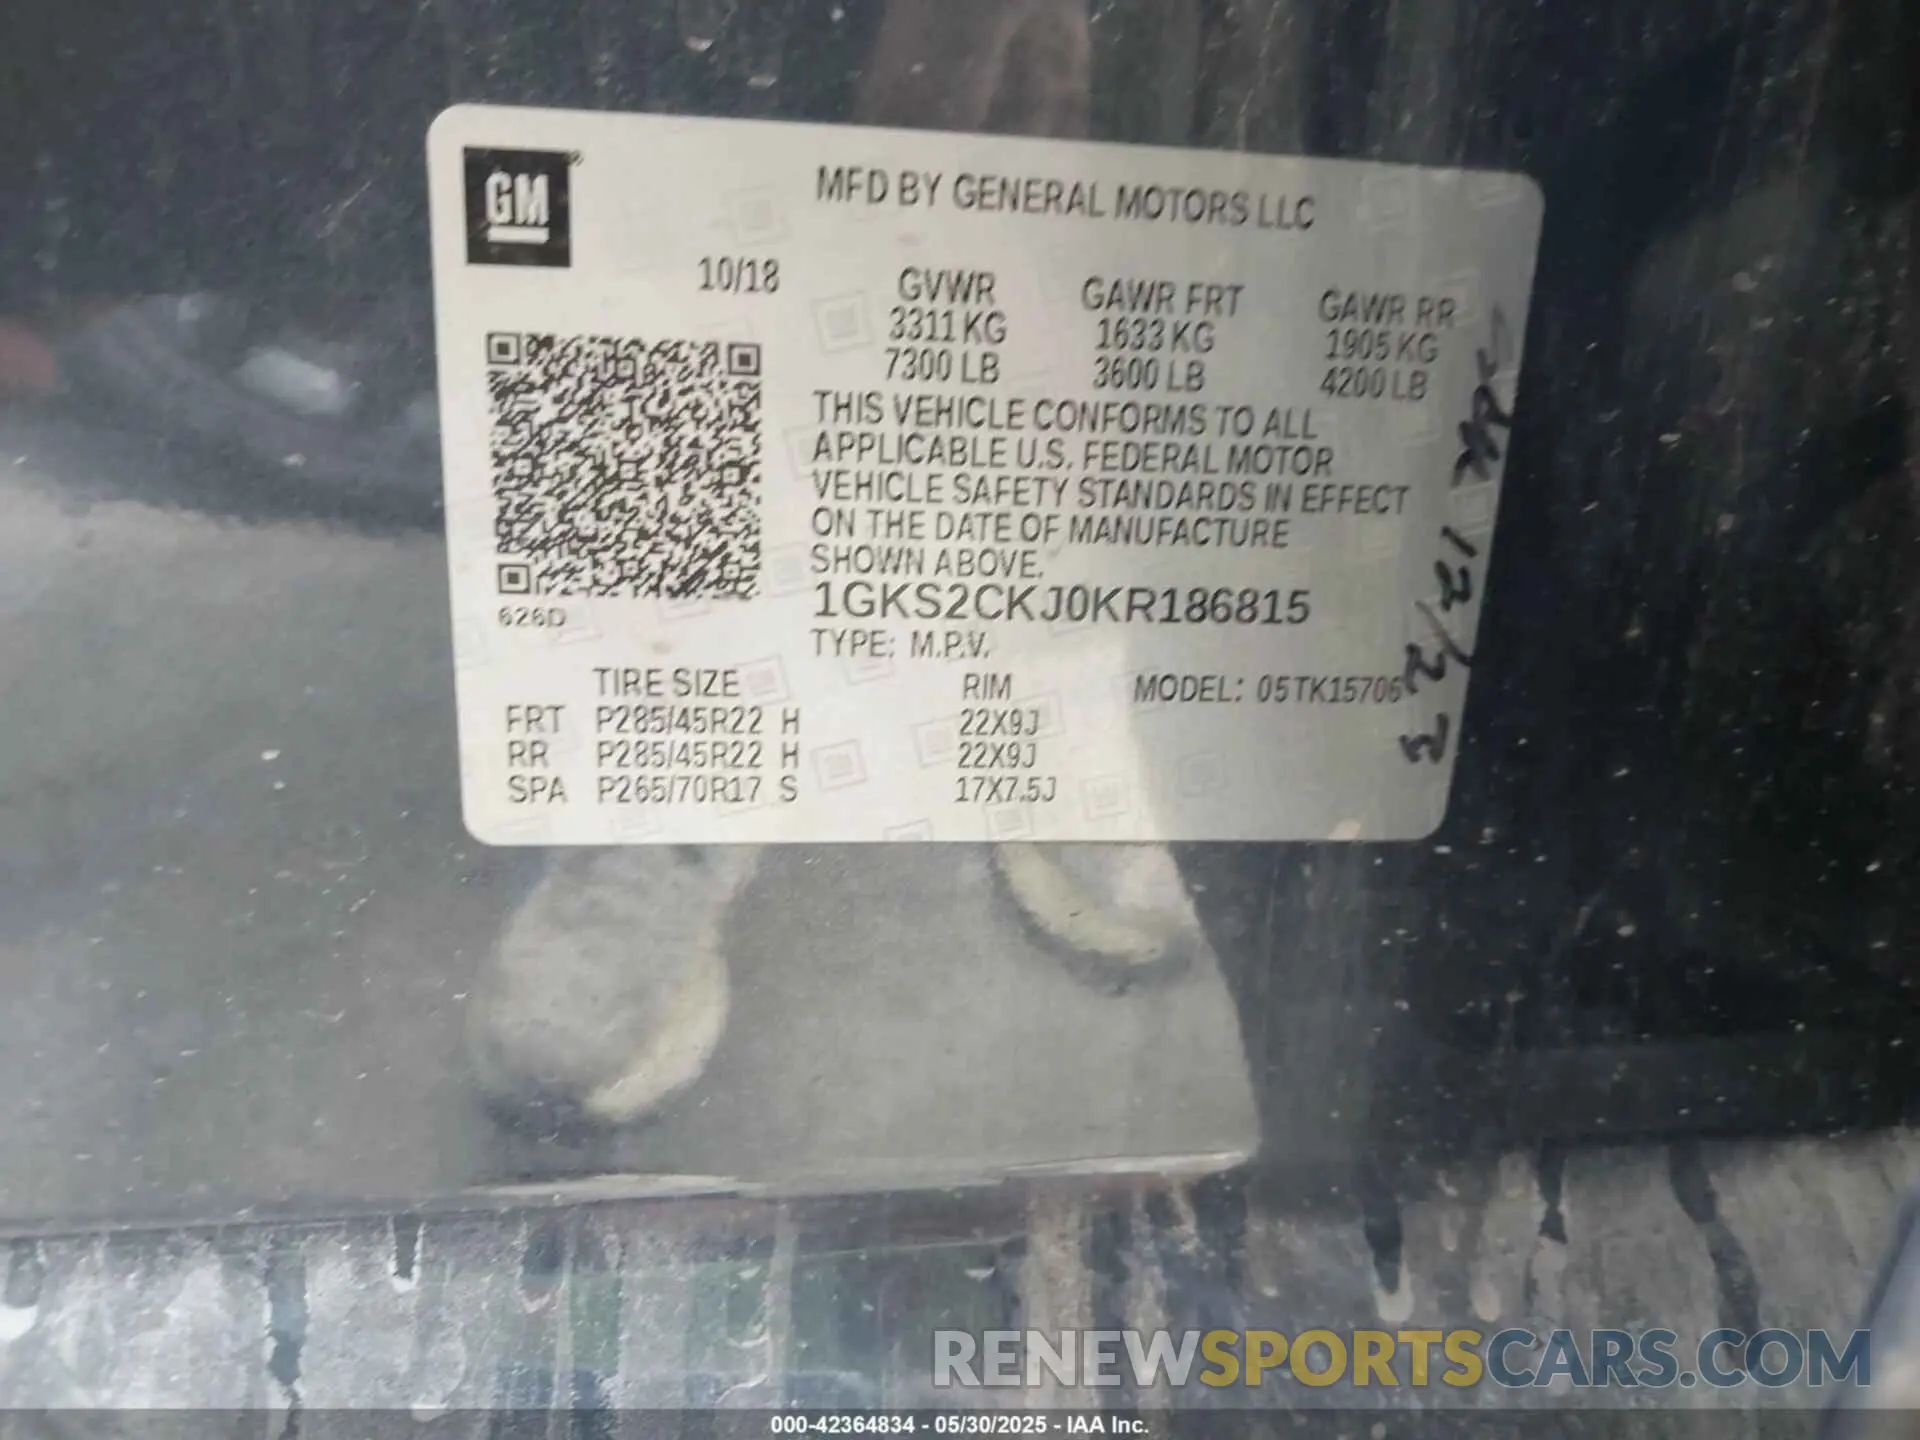 GM®
MFD BY GENERAL MOTORS LLC
10/18
GVWR GAWR FRT GAWR RR
3311 KG 1633 KG 1905 KG
7300 LB 3600 LB 4200 LB
THIS VEHICLE CONFORMS TO ALL
APPLICABLE U.S. FEDERAL MOTOR
VEHICLE SAFETY STANDARDS IN EFFECT
ON THE DATE OF MANUFACTURE
SHOWN ABOVE.
1GKS2CKJ0KR186815
626D
TYPE: M.P.V.
TIRE SIZE RIM MODEL: 05TK15706
FRT P285/45R22 H 22X9J
RR P285/45R22 H 22X9J
SPA P265/70R17 S 17X7.5J
RENEWSPORTSCARS.COM
000-42364834 - 05/30/2025 - IAA Inc.